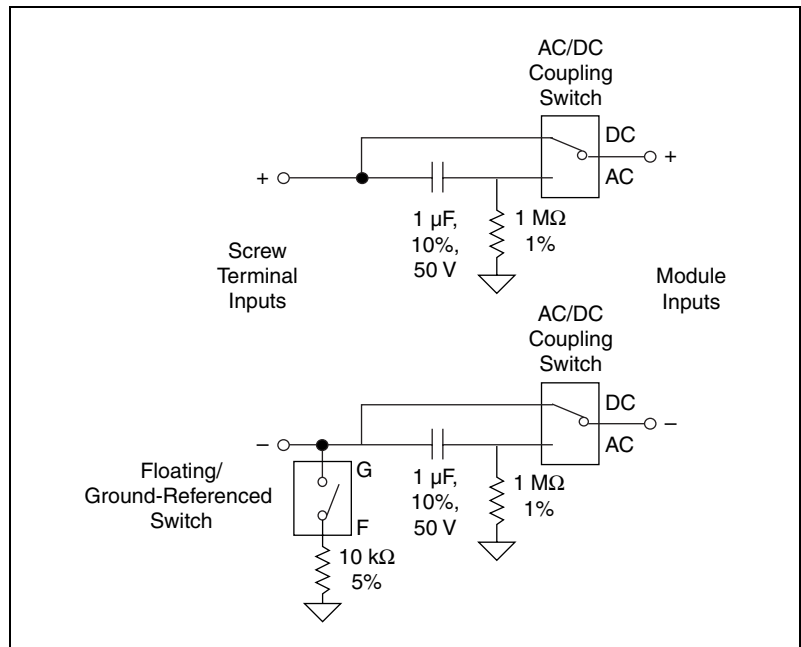 AC/DC
Coupling
Switch
DC
+
+
AC
1 µF,
10%,
50 V
1 MΩ
1%
Screw
Terminal
Inputs
Module
Inputs
AC/DC
Coupling
Switch
DC
–
–
AC
Floating/
Ground-Referenced
Switch
G
F
1 µF,
10%,
50 V
1 MΩ
1%
10 kΩ
5%